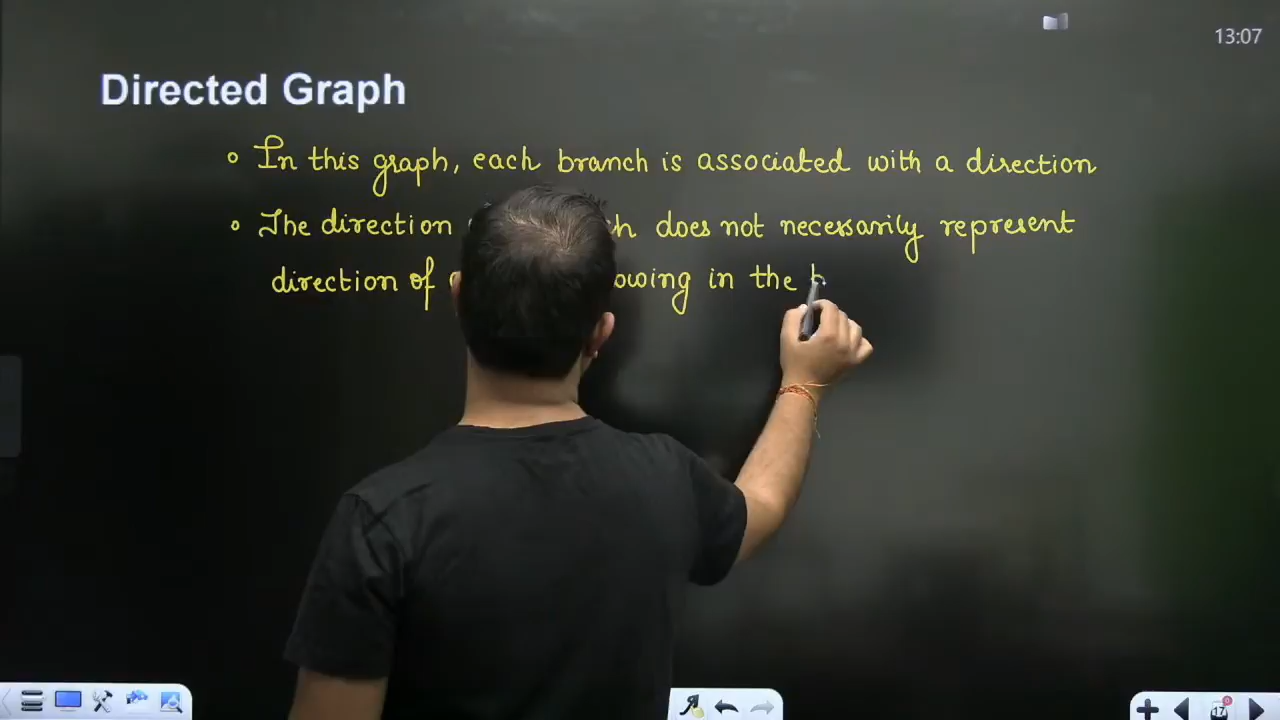 13:07
Directed Graph
In this graph, each branch is associated with a direction
The direction does not necessarily represent
direction of in the
17